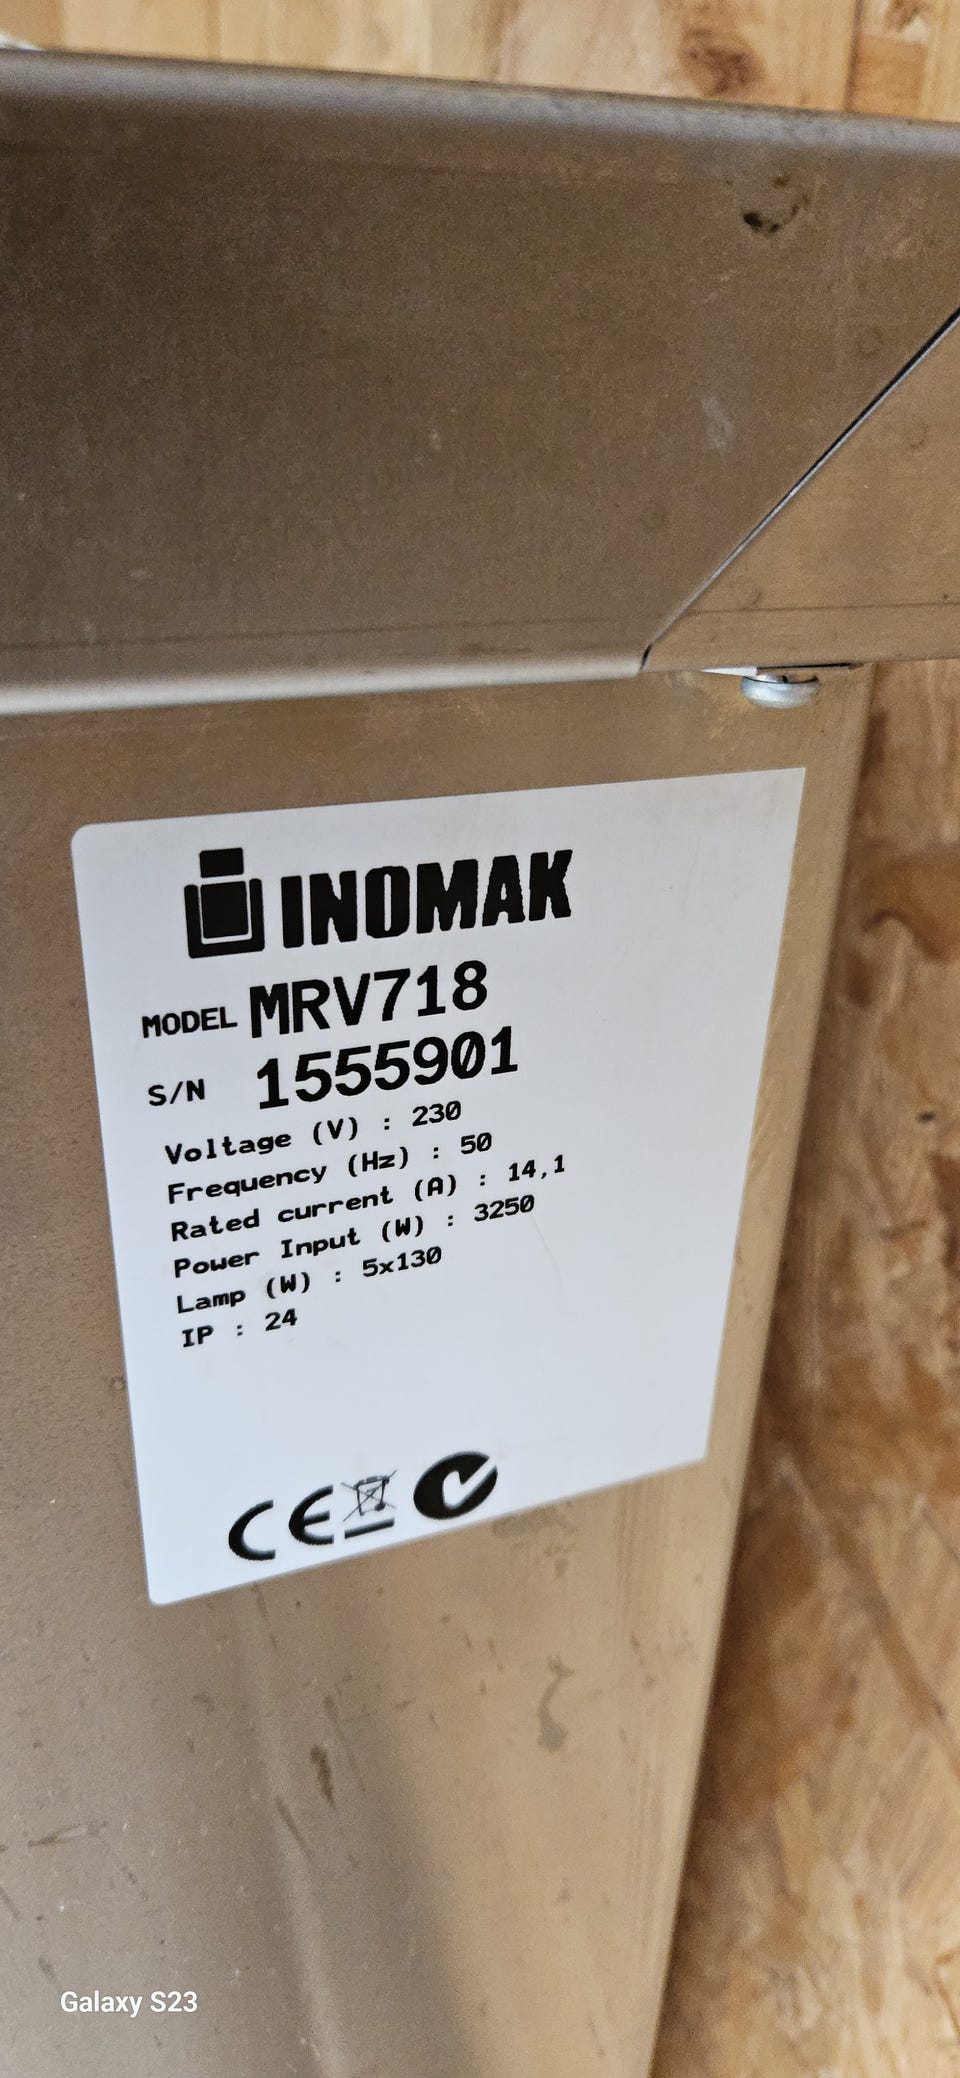 INOMAK
MODEL MRV718
S/N 1555901
Voltage (V) : 230
Frequency (Hz) : 50
Rated current (A) : 14,1
Power Input (W) : 3250
Lamp (W) : 5x130
IP : 24
CE
Galaxy S23